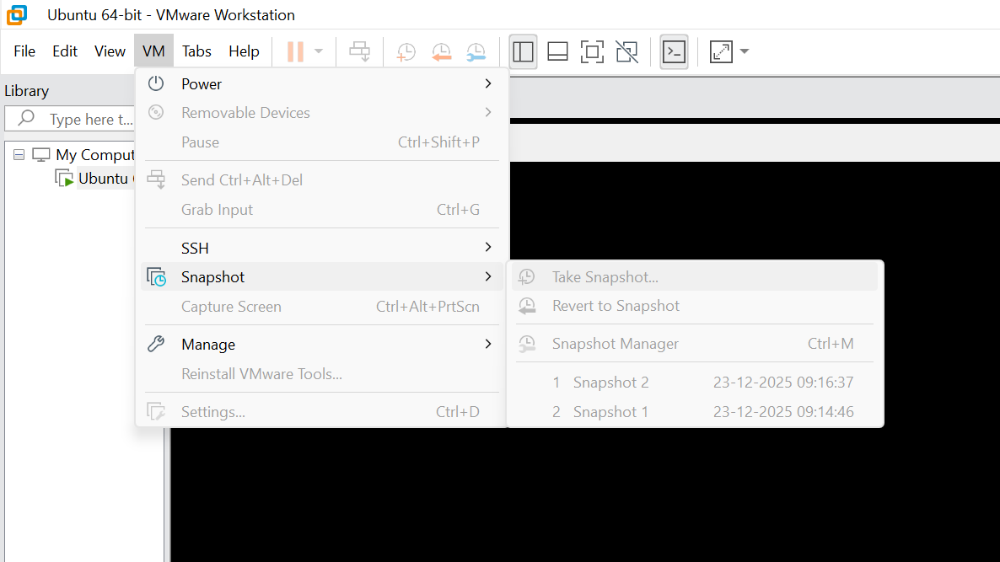 Ubuntu 64-bit - VMware Workstation
File Edit View VM Tabs Help
Library
Type here t...
My Comput
Ubuntu
Power
Removable Devices
Pause Ctrl+Shift+P
Send Ctrl+Alt+Del
Grab Input Ctrl+G
SSH
Snapshot
Capture Screen Ctrl+Alt+PrtScn
Manage
Reinstall VMware Tools...
Settings... Ctrl+D
Take Snapshot...
Revert to Snapshot
Snapshot Manager Ctrl+M
1 Snapshot 2 23-12-2025 09:16:37
2 Snapshot 1 23-12-2025 09:14:46